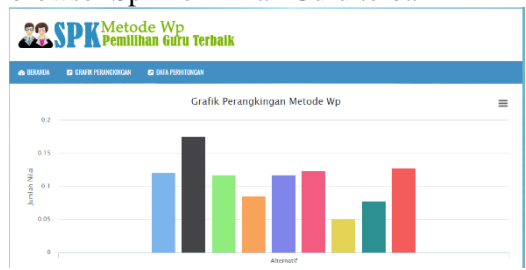 SPK Metode Wp
Pemilihan Guru Terbaik
BERANDA GRAFIK PERANGKINGAN DATA PERHITUNGAN
Grafik Perangkingan Metode Wp
0.2
0.15
0.1
0.05
0
Jumlah Nilai
Alternatif